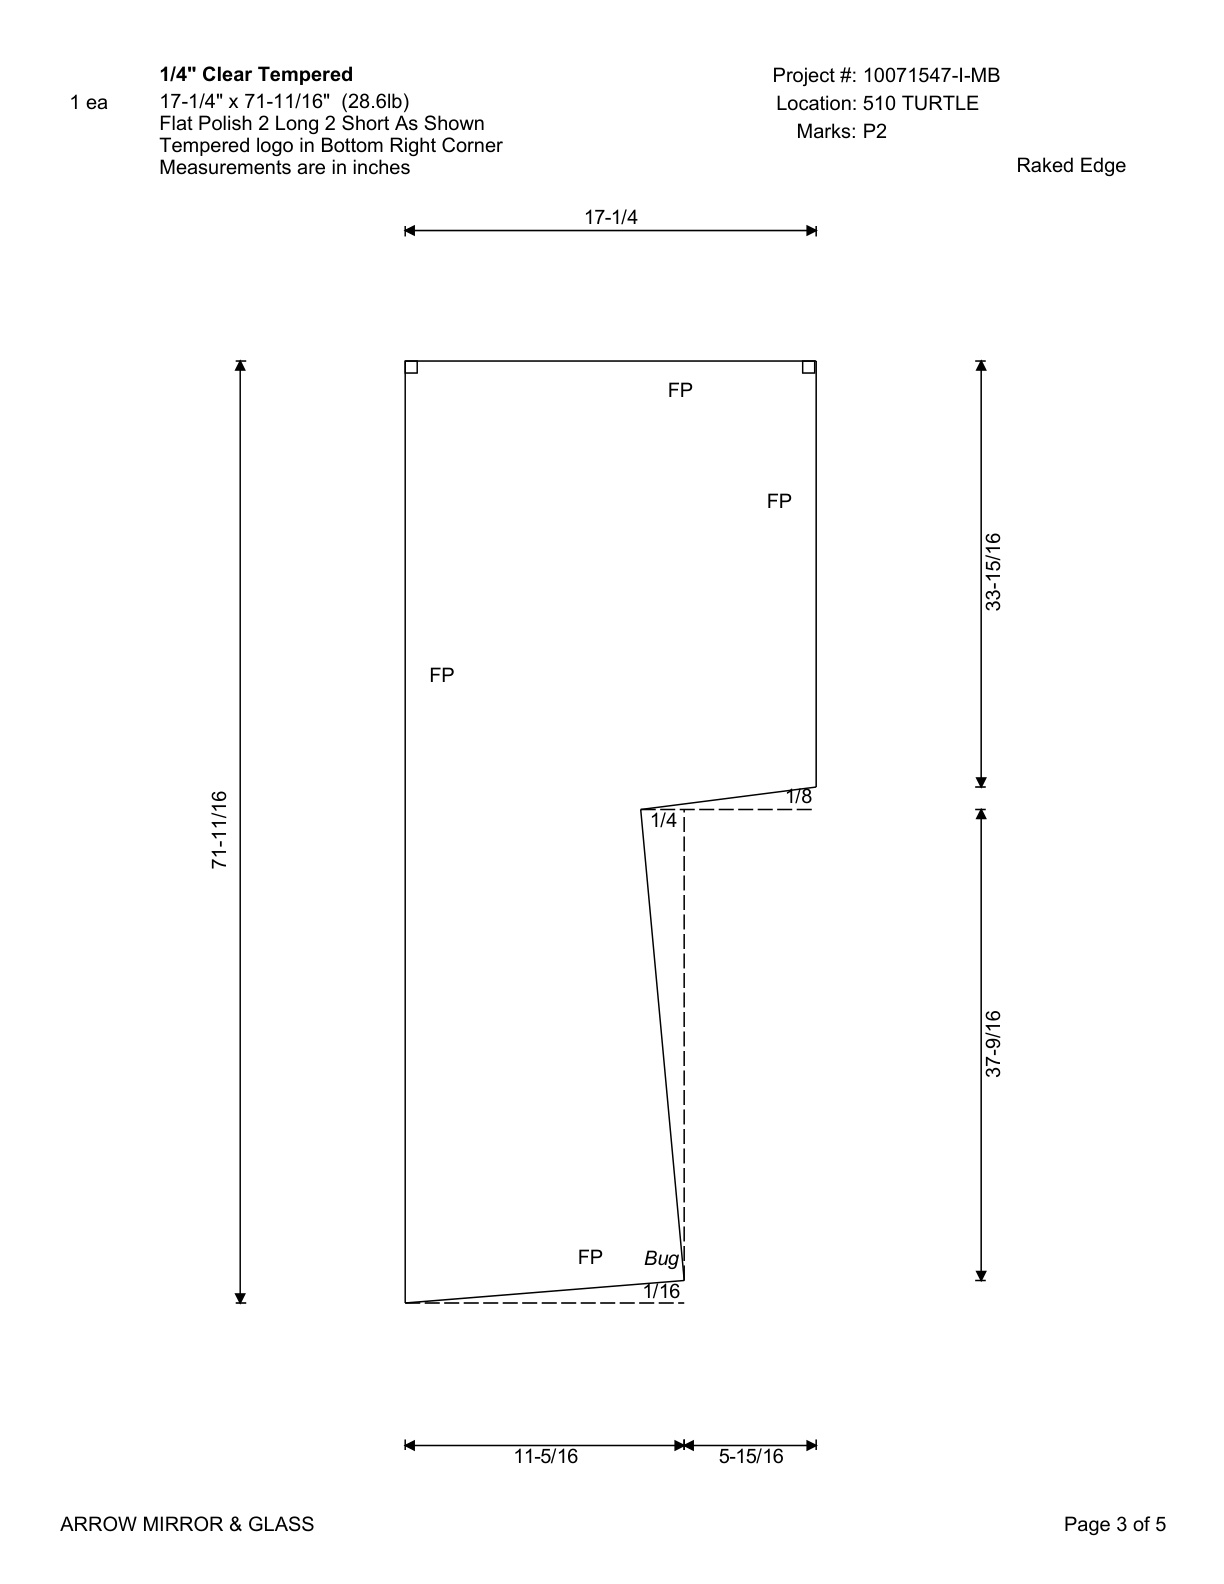 1/4" Clear Tempered
Project #: 10071547-I-MB
1 ea
17-1/4" x 71-11/16" (28.6lb)
Location: 510 TURTLE
Flat Polish 2 Long 2 Short As Shown
Marks: P2
Tempered logo in Bottom Right Corner
Measurements are in inches
Raked Edge
17-1/4
FP
FP
33-15/16
FP
71-11/16
1/8
1/4
37-9/16
FP
Bug
1/16
11-5/16
5-15/16
ARROW MIRROR & GLASS
Page 3 of 5